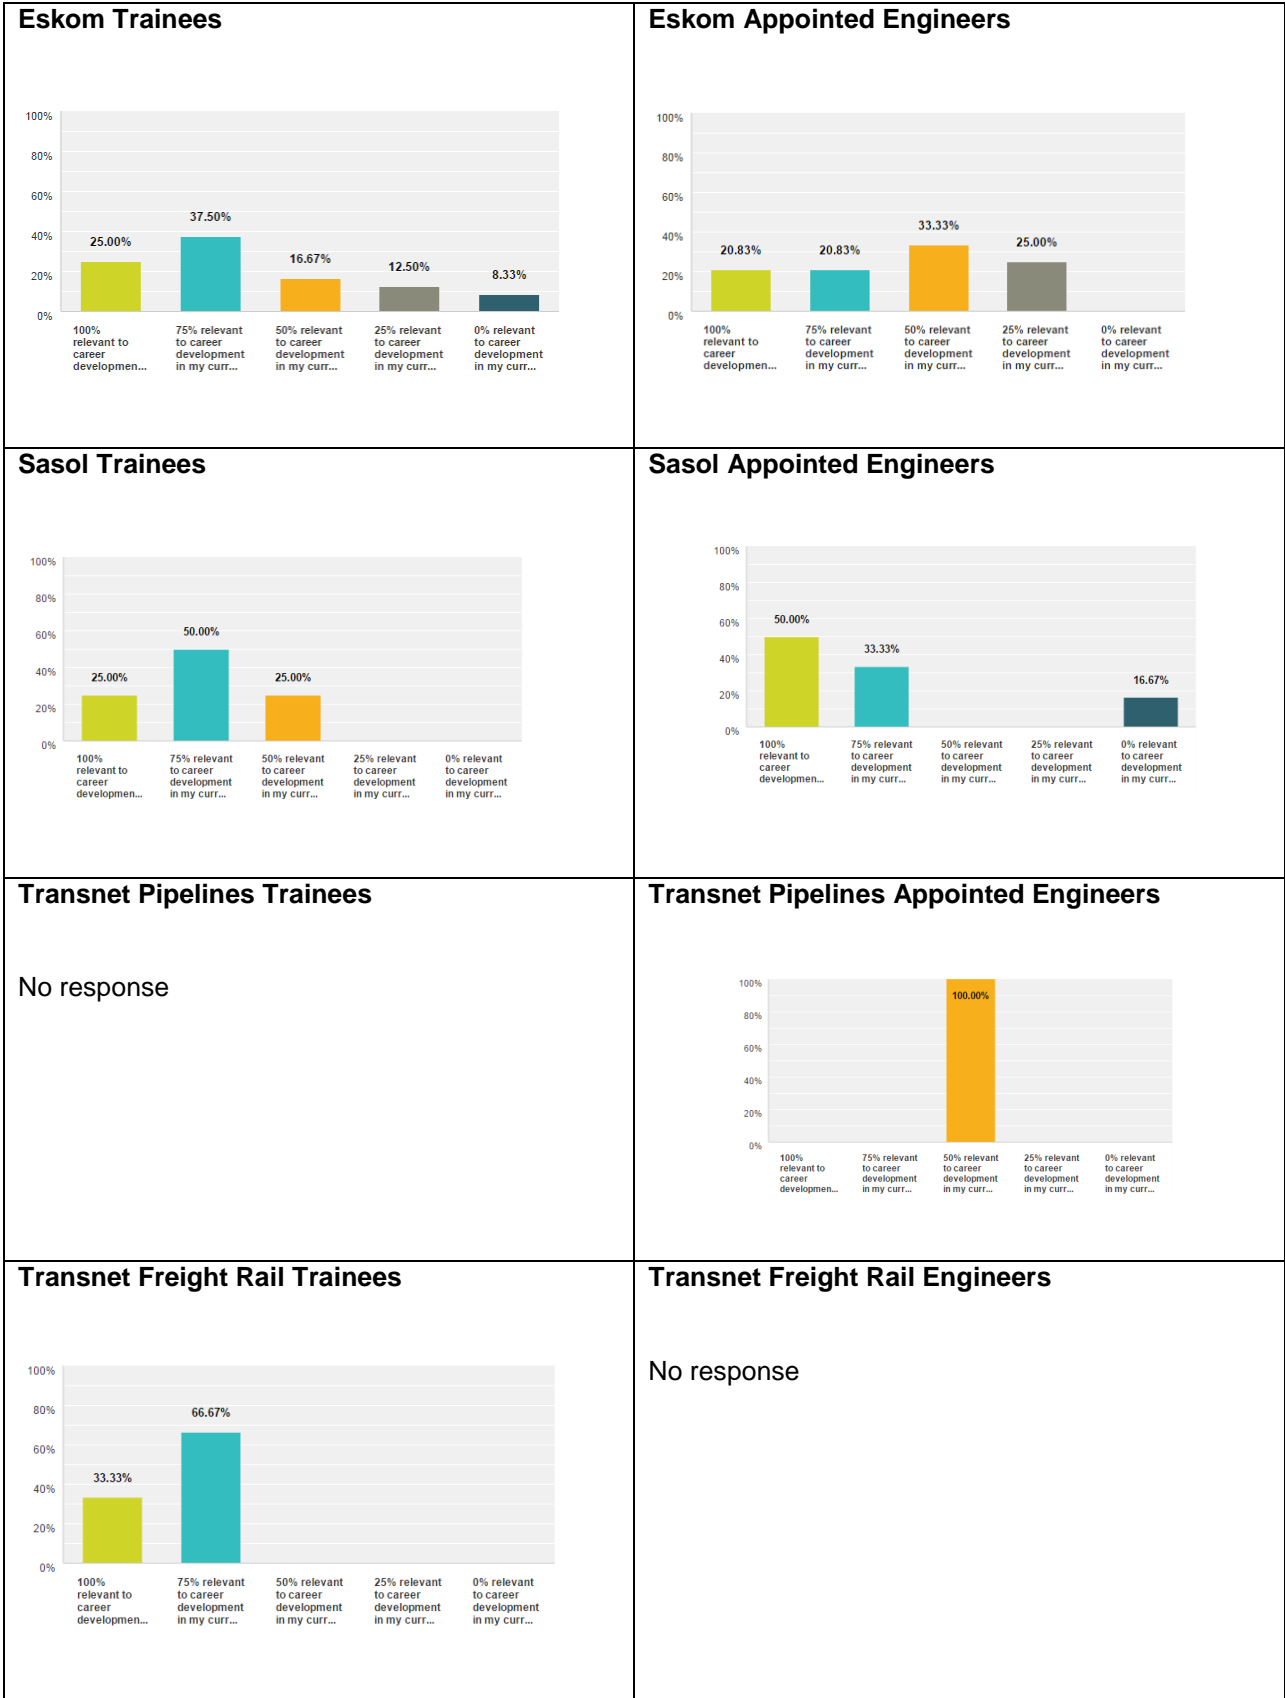 Eskom Trainees
100%
80%
60%
40%
20%
0%
25.00%
37.50%
16.67%
12.50%
8.33%
100%
relevant to
career
developmen...
75% relevant
to career
development
in my curr...
50% relevant
to career
development
in my curr...
25% relevant
to career
development
in my curr...
0% relevant
to career
development
in my curr...
Eskom Appointed Engineers
100%
80%
60%
40%
20%
0%
20.83%
20.83%
33.33%
25.00%
100%
relevant to
career
developmen...
75% relevant
to career
development
in my curr...
50% relevant
to career
development
in my curr...
25% relevant
to career
development
in my curr...
0% relevant
to career
development
in my curr...
Sasol Trainees
100%
80%
60%
40%
20%
0%
25.00%
50.00%
25.00%
100%
relevant to
career
developmen...
75% relevant
to career
development
in my curr...
50% relevant
to career
development
in my curr...
25% relevant
to career
development
in my curr...
0% relevant
to career
development
in my curr...
Sasol Appointed Engineers
100%
80%
60%
40%
20%
0%
50.00%
33.33%
16.67%
100%
relevant to
career
developmen...
75% relevant
to career
development
in my curr...
50% relevant
to career
development
in my curr...
25% relevant
to career
development
in my curr...
0% relevant
to career
development
in my curr...
Transnet Pipelines Trainees
No response
Transnet Pipelines Appointed Engineers
100%
80%
60%
40%
20%
0%
100.00%
100%
relevant to
career
developmen...
75% relevant
to career
development
in my curr...
50% relevant
to career
development
in my curr...
25% relevant
to career
development
in my curr...
0% relevant
to career
development
in my curr...
Transnet Freight Rail Trainees
100%
80%
60%
40%
20%
0%
33.33%
66.67%
100%
relevant to
career
developmen...
75% relevant
to career
development
in my curr...
50% relevant
to career
development
in my curr...
25% relevant
to career
development
in my curr...
0% relevant
to career
development
in my curr...
Transnet Freight Rail Engineers
No response